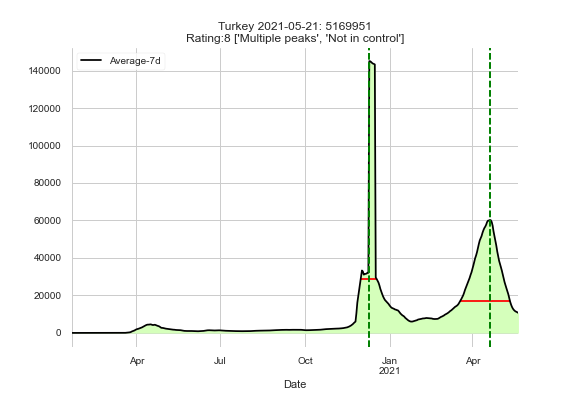 Turkey 2021-05-21: 5169951
Rating:8 ['Multiple peaks', 'Not in control']
Average-7d
140000
120000
100000
80000
60000
40000
20000
0
Apr
Jul
Oct
Jan
2021
Apr
Date